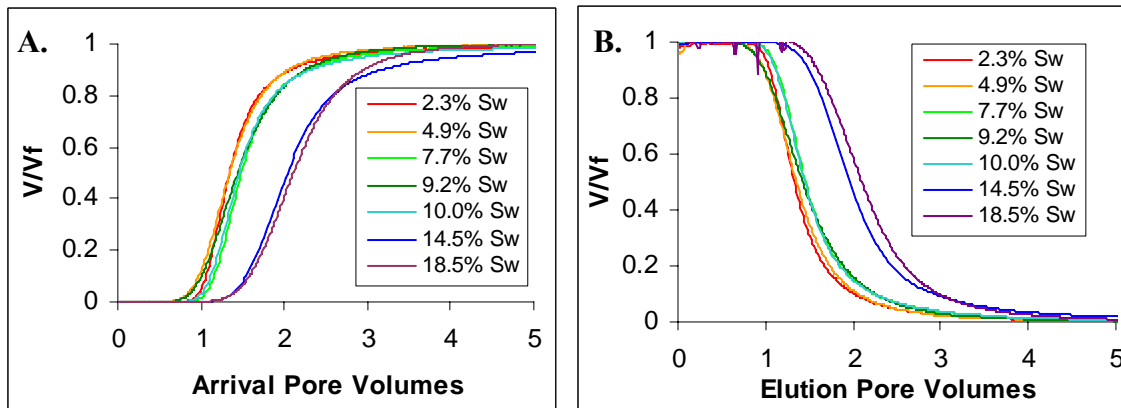 A.
V/Vf
1
0.8
0.6
0.4
0.2
0
0 1 2 3 4 5
Arrival Pore Volumes
2.3% Sw
4.9% Sw
7.7% Sw
9.2% Sw
10.0% Sw
14.5% Sw
18.5% Sw
B.
V/Vf
1
0.8
0.6
0.4
0.2
0
0 1 2 3 4 5
Elution Pore Volumes
2.3% Sw
4.9% Sw
7.7% Sw
9.2% Sw
10.0% Sw
14.5% Sw
18.5% Sw